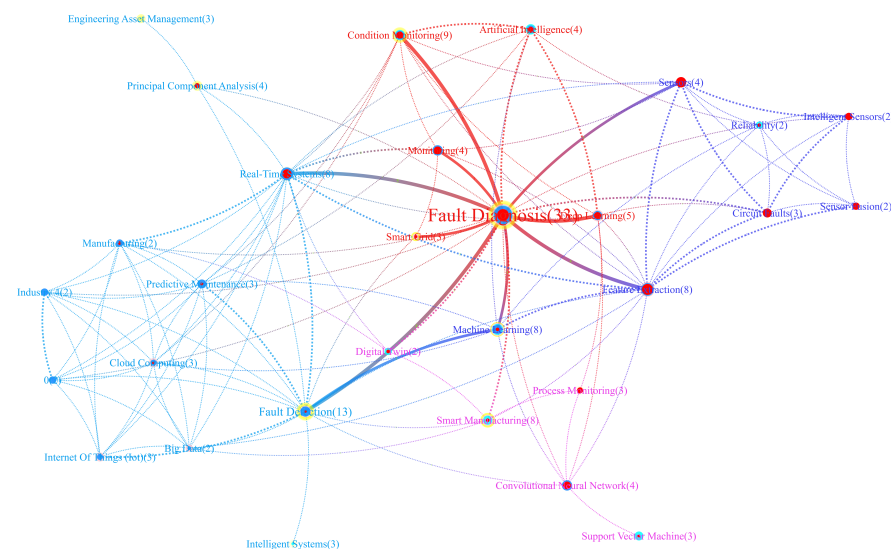 Engineering Asset Management(3)
Condition Monitoring(9)
Artificial Intelligence(4)
Principal Component Analysis(4)
Sensors(4)
Intelligent Sensors(2
Reliability(2)
Monitoring(4)
Real-Time Systems(8)
Fault Diagnosis(
Deep Learning(5)
Circuit Faults(3)
Sensor Fusion(2)
Smart Grid(3)
Manufacturing(2)
Predictive Maintenance(3)
Industry 4(2)
Feature Extraction(8)
Machine Learning(8)
Digital Twin(2)
Cloud Computing(3)
Process Monitoring(3)
Fault Detection(13)
Smart Manufacturing(8)
Big Data(2)
Internet Of Things (Iot)(3)
Convolutional Neural Network(4)
Support Vector Machine(3)
Intelligent Systems(3)